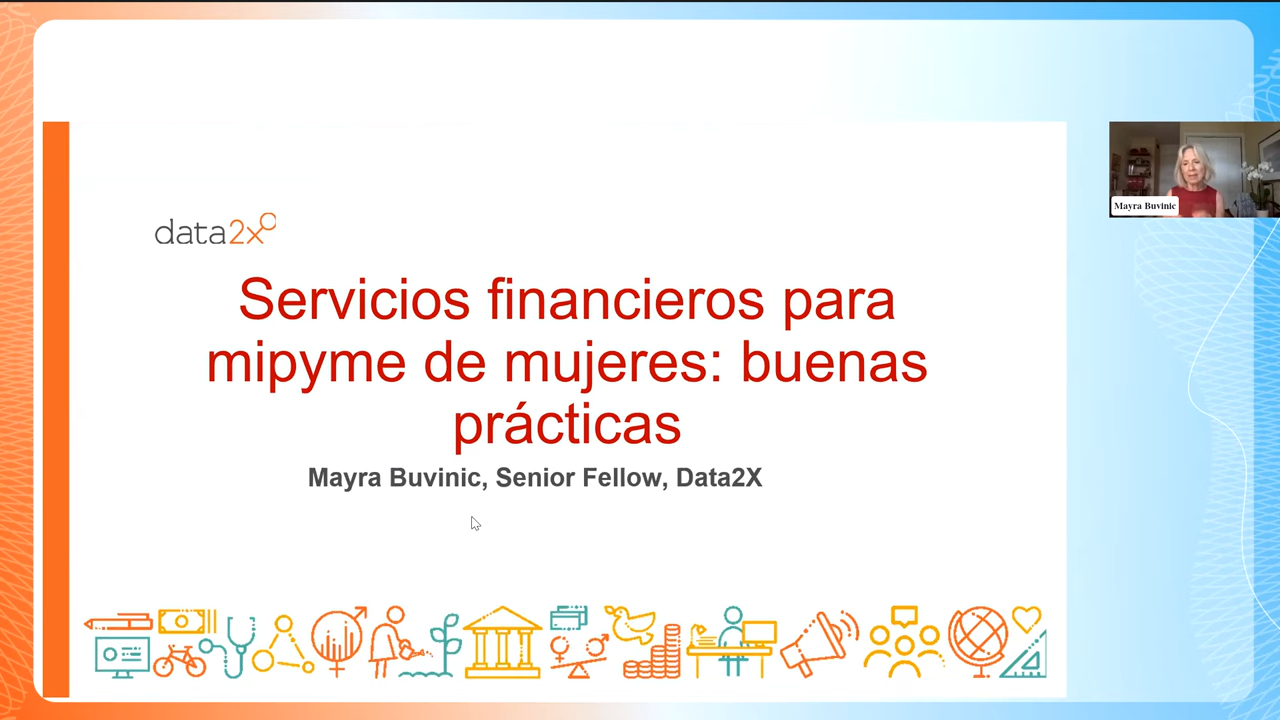 data2x
Servicios financieros para
mipyme de mujeres: buenas
prácticas
Mayra Buvinic, Senior Fellow, Data2X
Mayra Buvinic